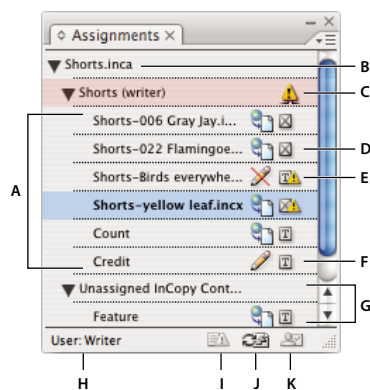 Assignments
Shorts.inca
B
Shorts (writer)
C
Shorts-006 Gray Jay.i...
Shorts-022 Flamingoe...
D
Shorts-Birds everywhe...
T
E
A
Shorts-yellow leaf.incx
Count
T
Credit
T
F
Unassigned InCopy Cont...
G
Feature
T
User: Writer
H
I
J
K